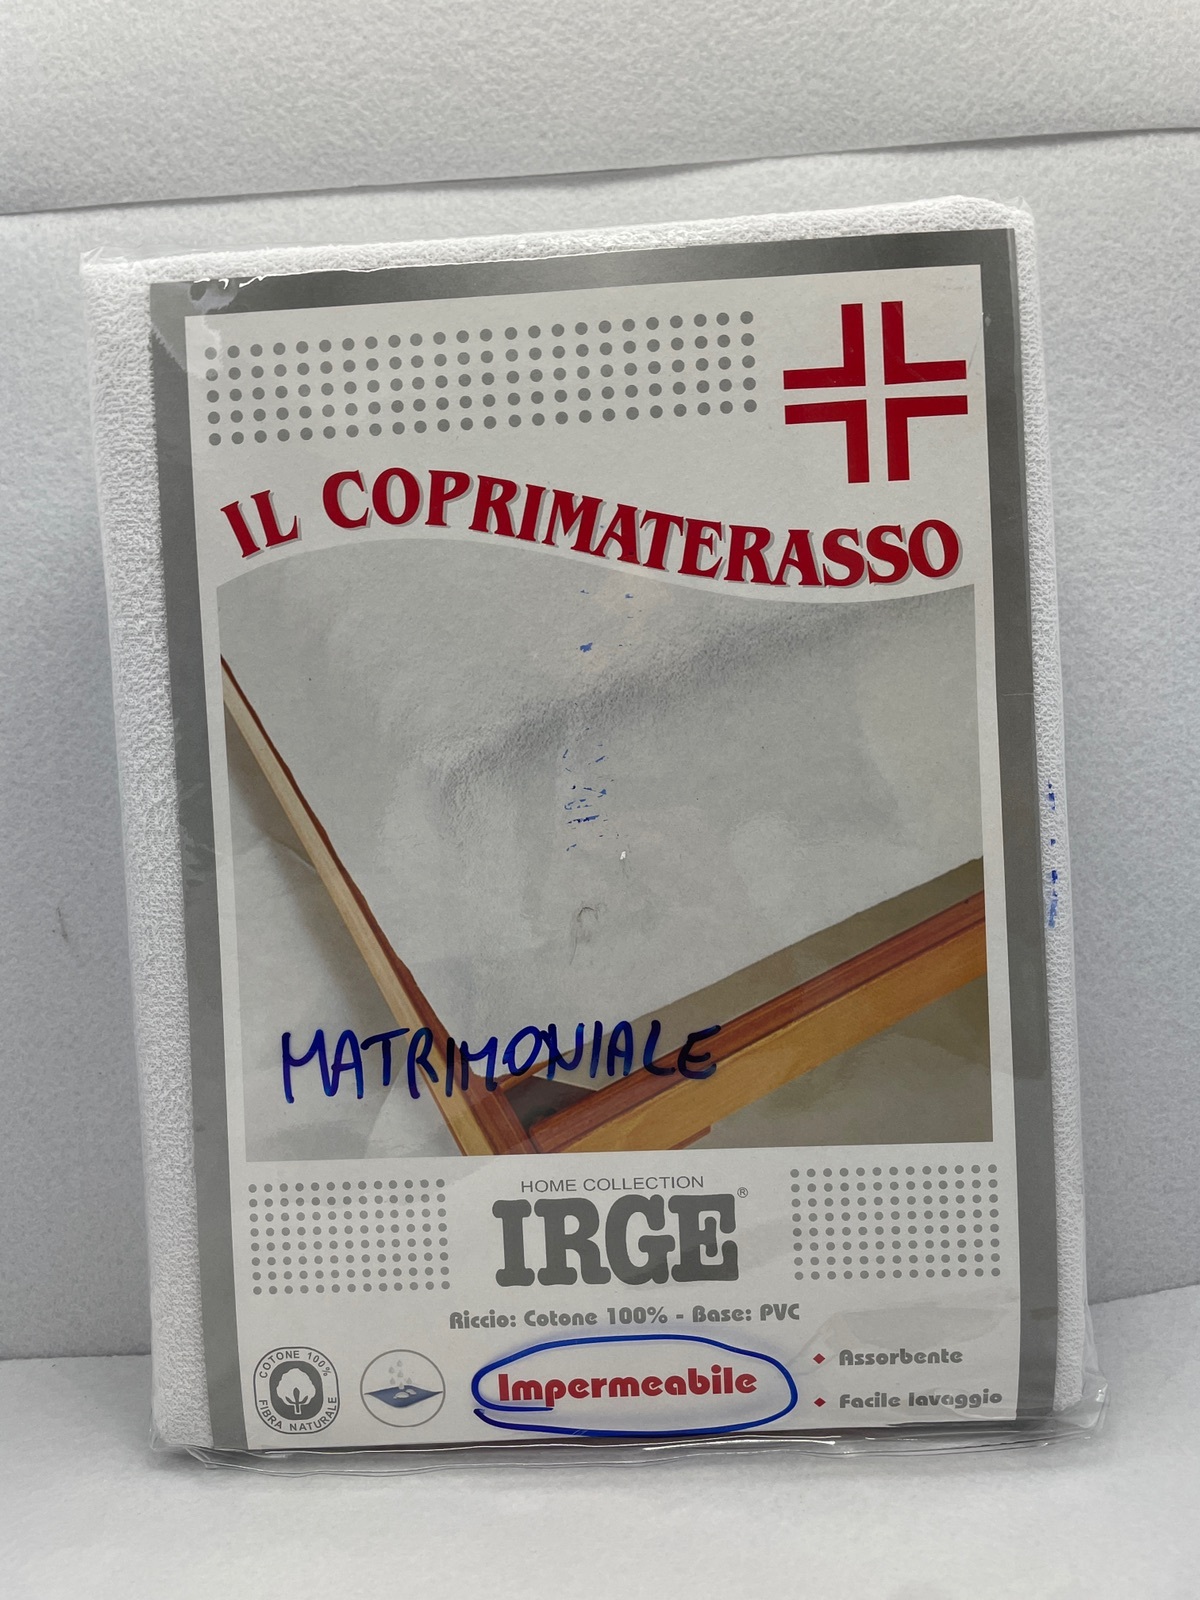 IL COPRIMATERASSO
MATRIMONIALE
HOME COLLECTION
IRGE®
Riccio: Cotone 100% - Base: PVC
COTONE 100%
FIBRA NATURALE
Impermeabile
♦ Assorbente
♦ Facile lavaggio